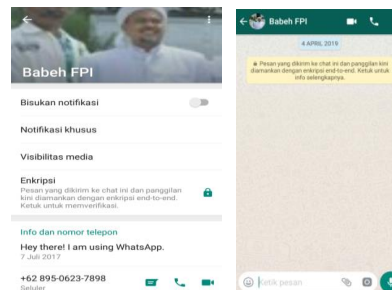 Babeh FPI
Bisukan notifikasi
Notifikasi khusus
Visibilitas media
Enkripsi
Pesan yang dikirim ke chat ini dan panggilan
kini diamankan dengan enkripsi end-to-end.
Ketuk untuk memverifikasi.
Info dan nomor telepon
Hey there! I am using WhatsApp.
7 Juli 2017
+62 895-0623-7898
Seluler
Babeh FPI
4 APRIL 2019
Pesan yang dikirim ke chat ini dan panggilan kini
diamankan dengan enkripsi end-to-end. Ketuk untuk
info selengkapnya.
Ketik pesan